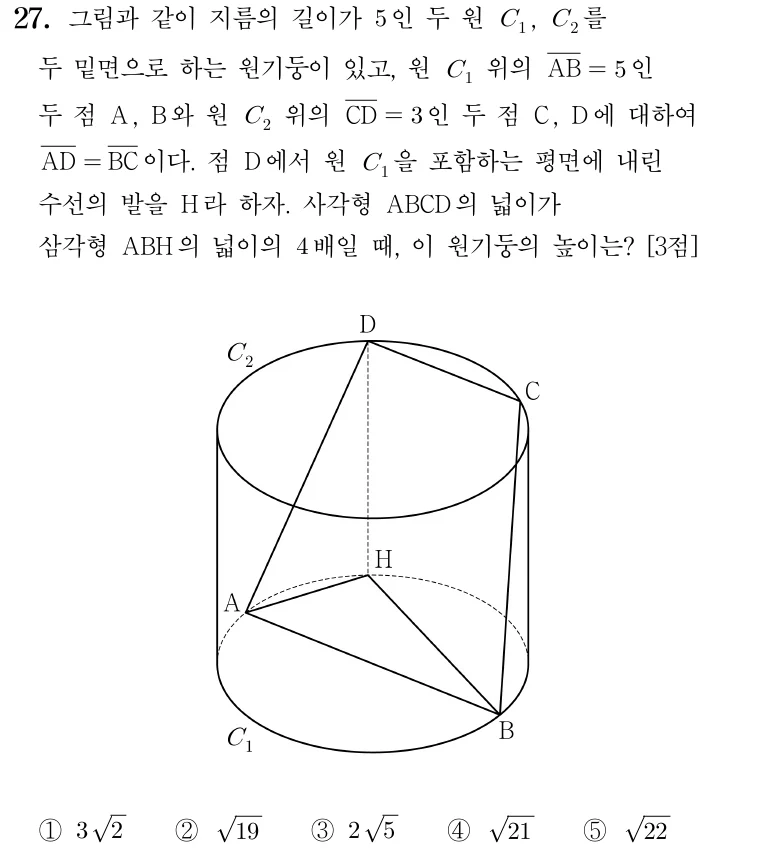 27. 그림과 같이 지름의 길이가 5인 두 원 C₁, C₂를
두 밑면으로 하는 원기둥이 있고, 원 C₁ 위의 A̅B̅ = 5인
두 점 A, B와 원 C₂ 위의 C̅D̅ = 3인 두 점 C, D에 대하여
A̅D̅ = B̅C̅이다. 점 D에서 원 C₁을 포함하는 평면에 내린
수선의 발을 H라 하자. 사각형 ABCD의 넓이가
삼각형 ABH의 넓이의 4배일 때, 이 원기둥의 높이는? [3점]
D
C₂
C
H
A
B
C₁
① 3√2 ② √19 ③ 2√5 ④ √21 ⑤ √22